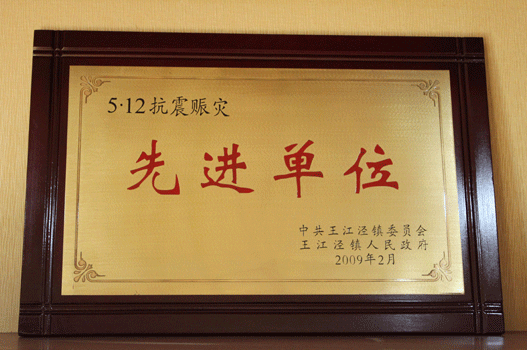 5·12抗震赈灾
先进单位
中共王江泾镇委员会
王江泾镇人民政府
2009年2月